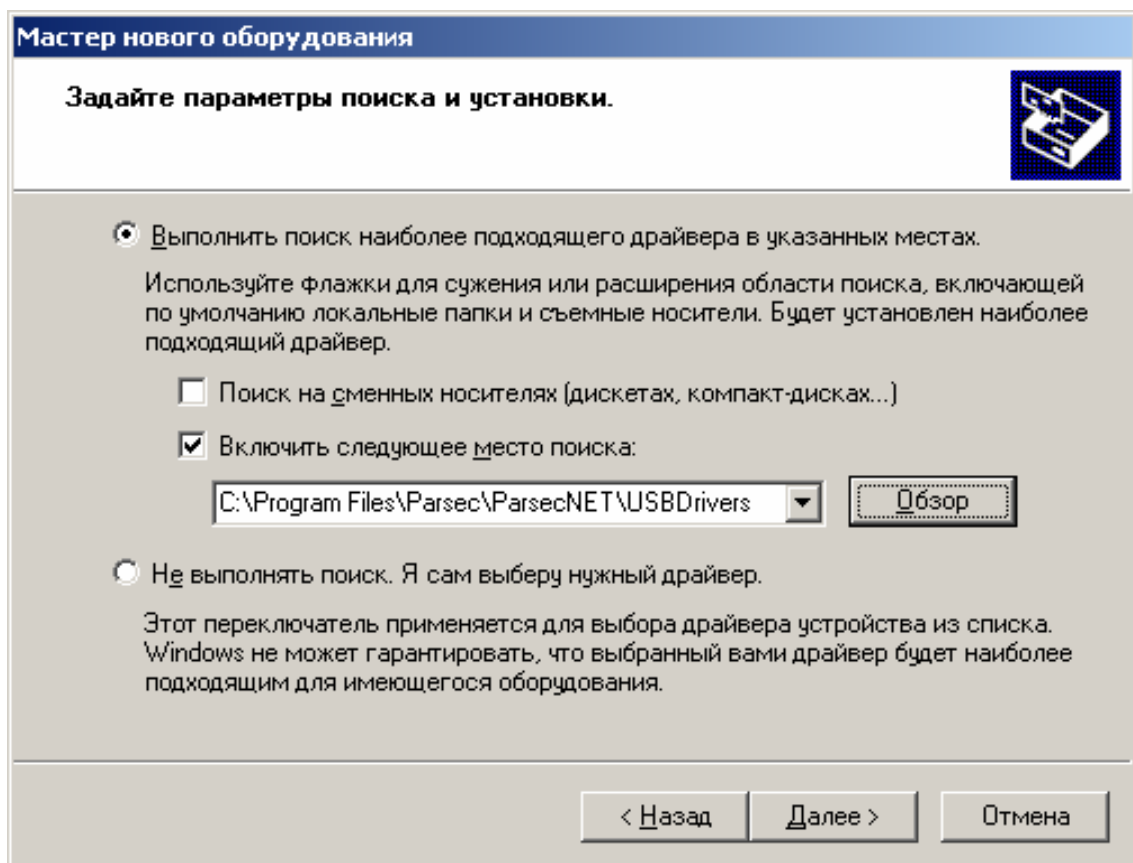 Мастер нового оборудования
Задайте параметры поиска и установки.
Выполнить поиск наиболее подходящего драйвера в указанных местах.
Используйте флажки для сужения или расширения области поиска, включающей
по умолчанию локальные папки и съемные носители. Будет установлен наиболее
подходящий драйвер.
Поиск на сменных носителях (дискетах, компакт-дисках...)
Включить следующее место поиска:
C:\Program Files\Parsec\ParsecNET\USBDrivers
Обзор
Не выполнять поиск. Я сам выберу нужный драйвер.
Этот переключатель применяется для выбора драйвера устройства из списка.
Windows не может гарантировать, что выбранный вами драйвер будет наиболее
подходящим для имеющегося оборудования.
< Назад Далее > Отмена